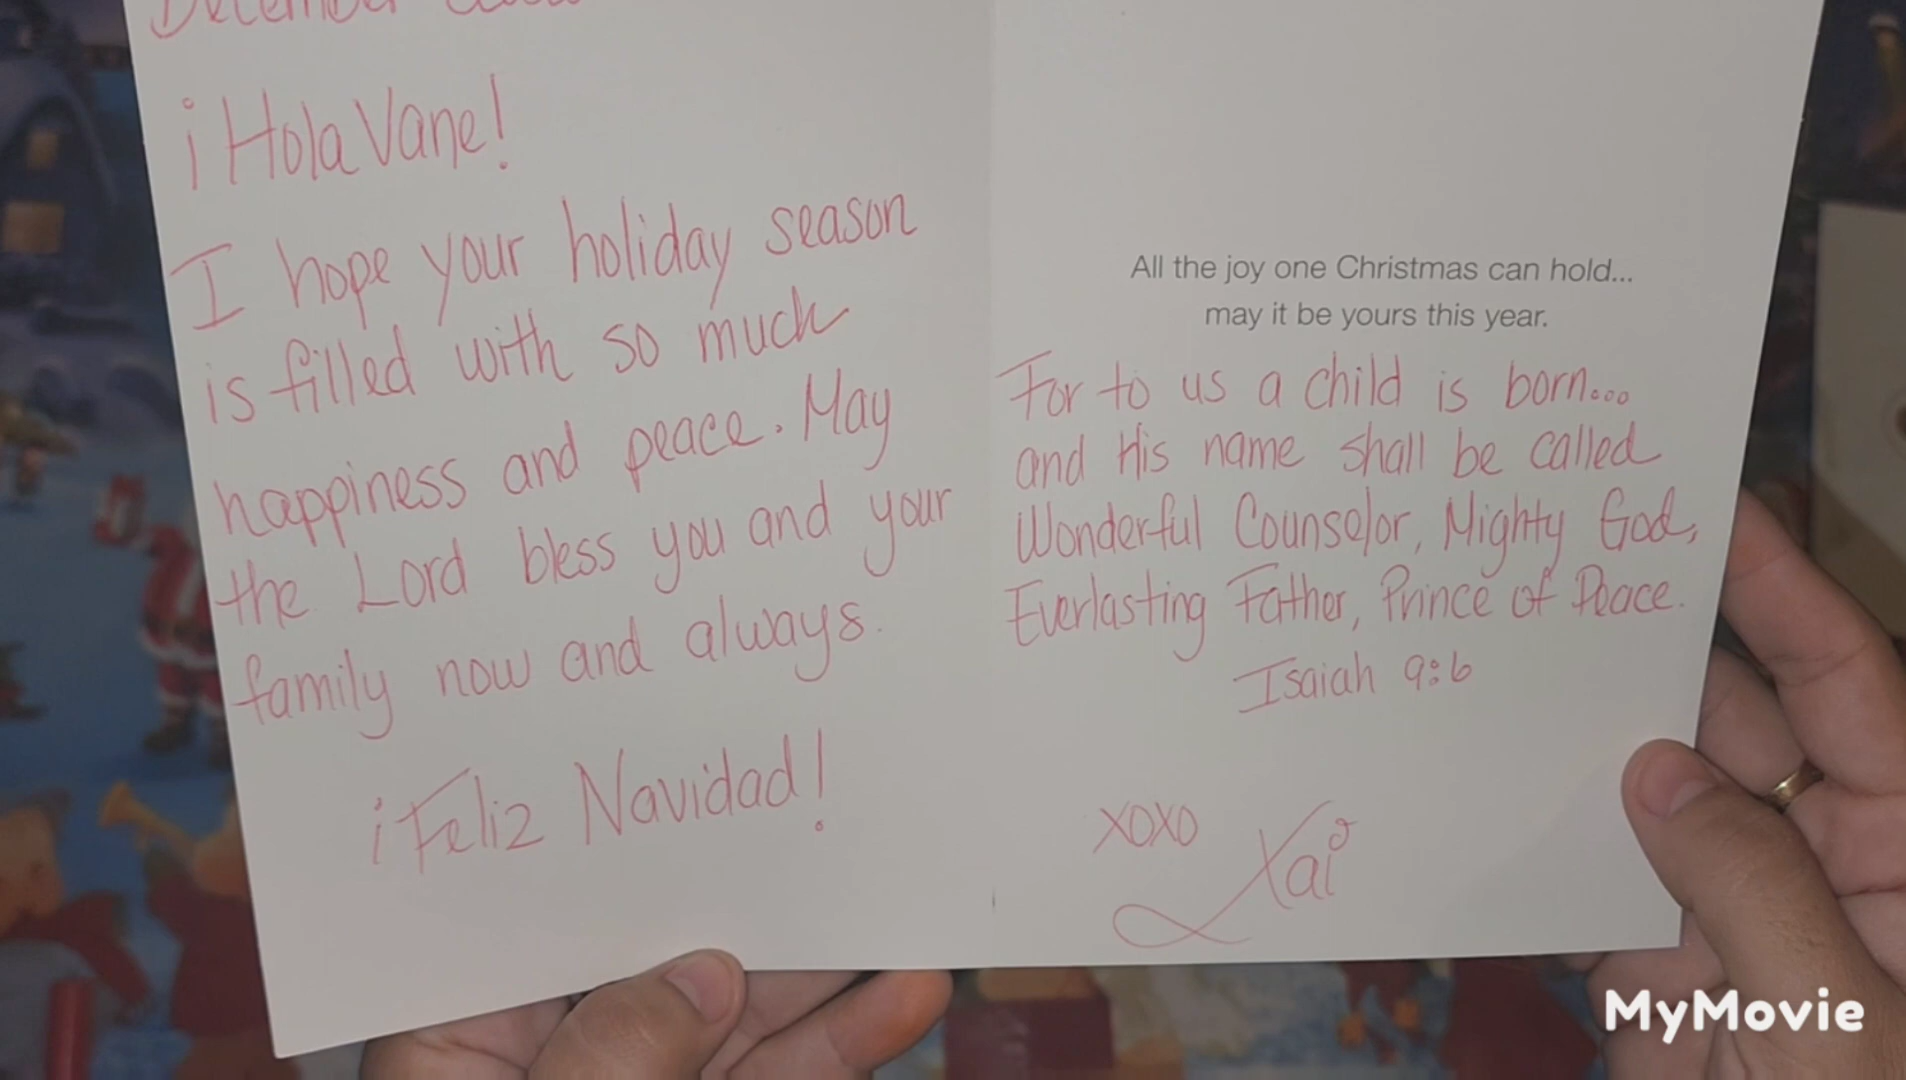 December
¡Hola Vane!
I hope your holiday season
is filled with so much
happiness and peace. May
the Lord bless you and your
family now and always.
¡Feliz Navidad!
All the joy one Christmas can hold...
may it be yours this year.
For to us a child is born...
and His name shall be called
Wonderful Counselor, Mighty God,
Everlasting Father, Prince of Peace.
Isaiah 9:6
XOXO
Xai
MyMovie